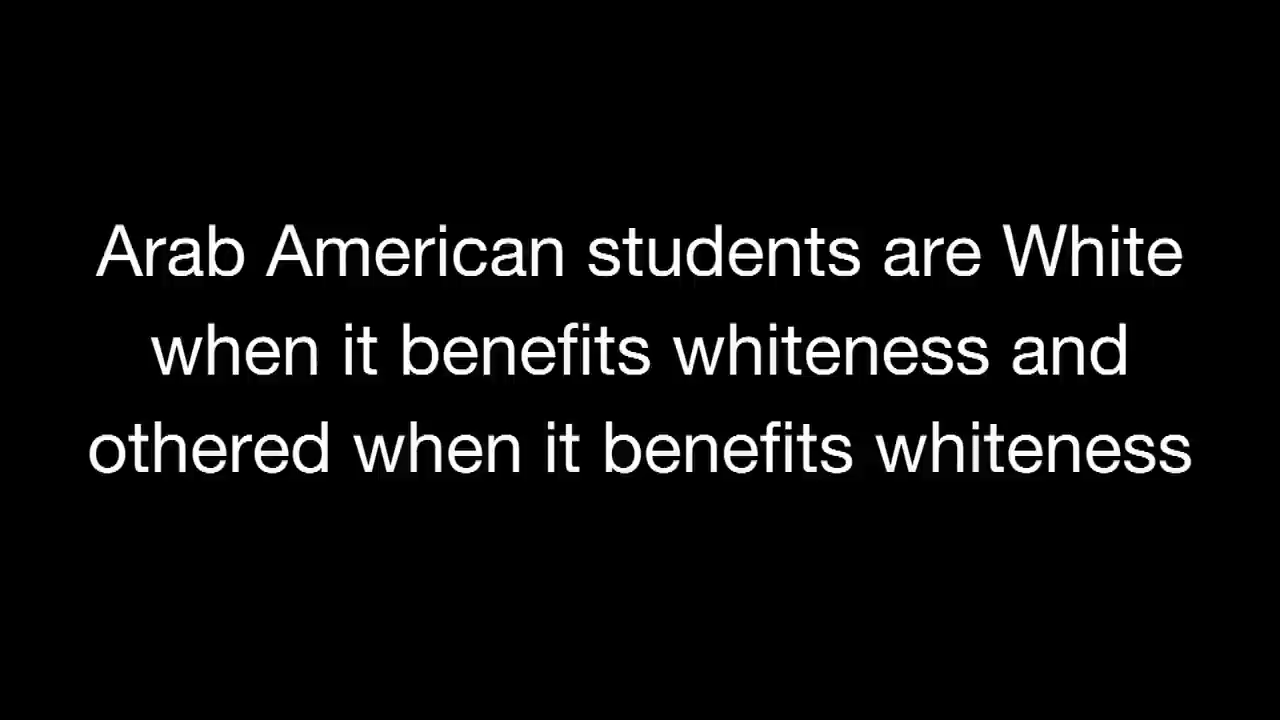 Arab American students are White
when it benefits whiteness and
othered when it benefits whiteness